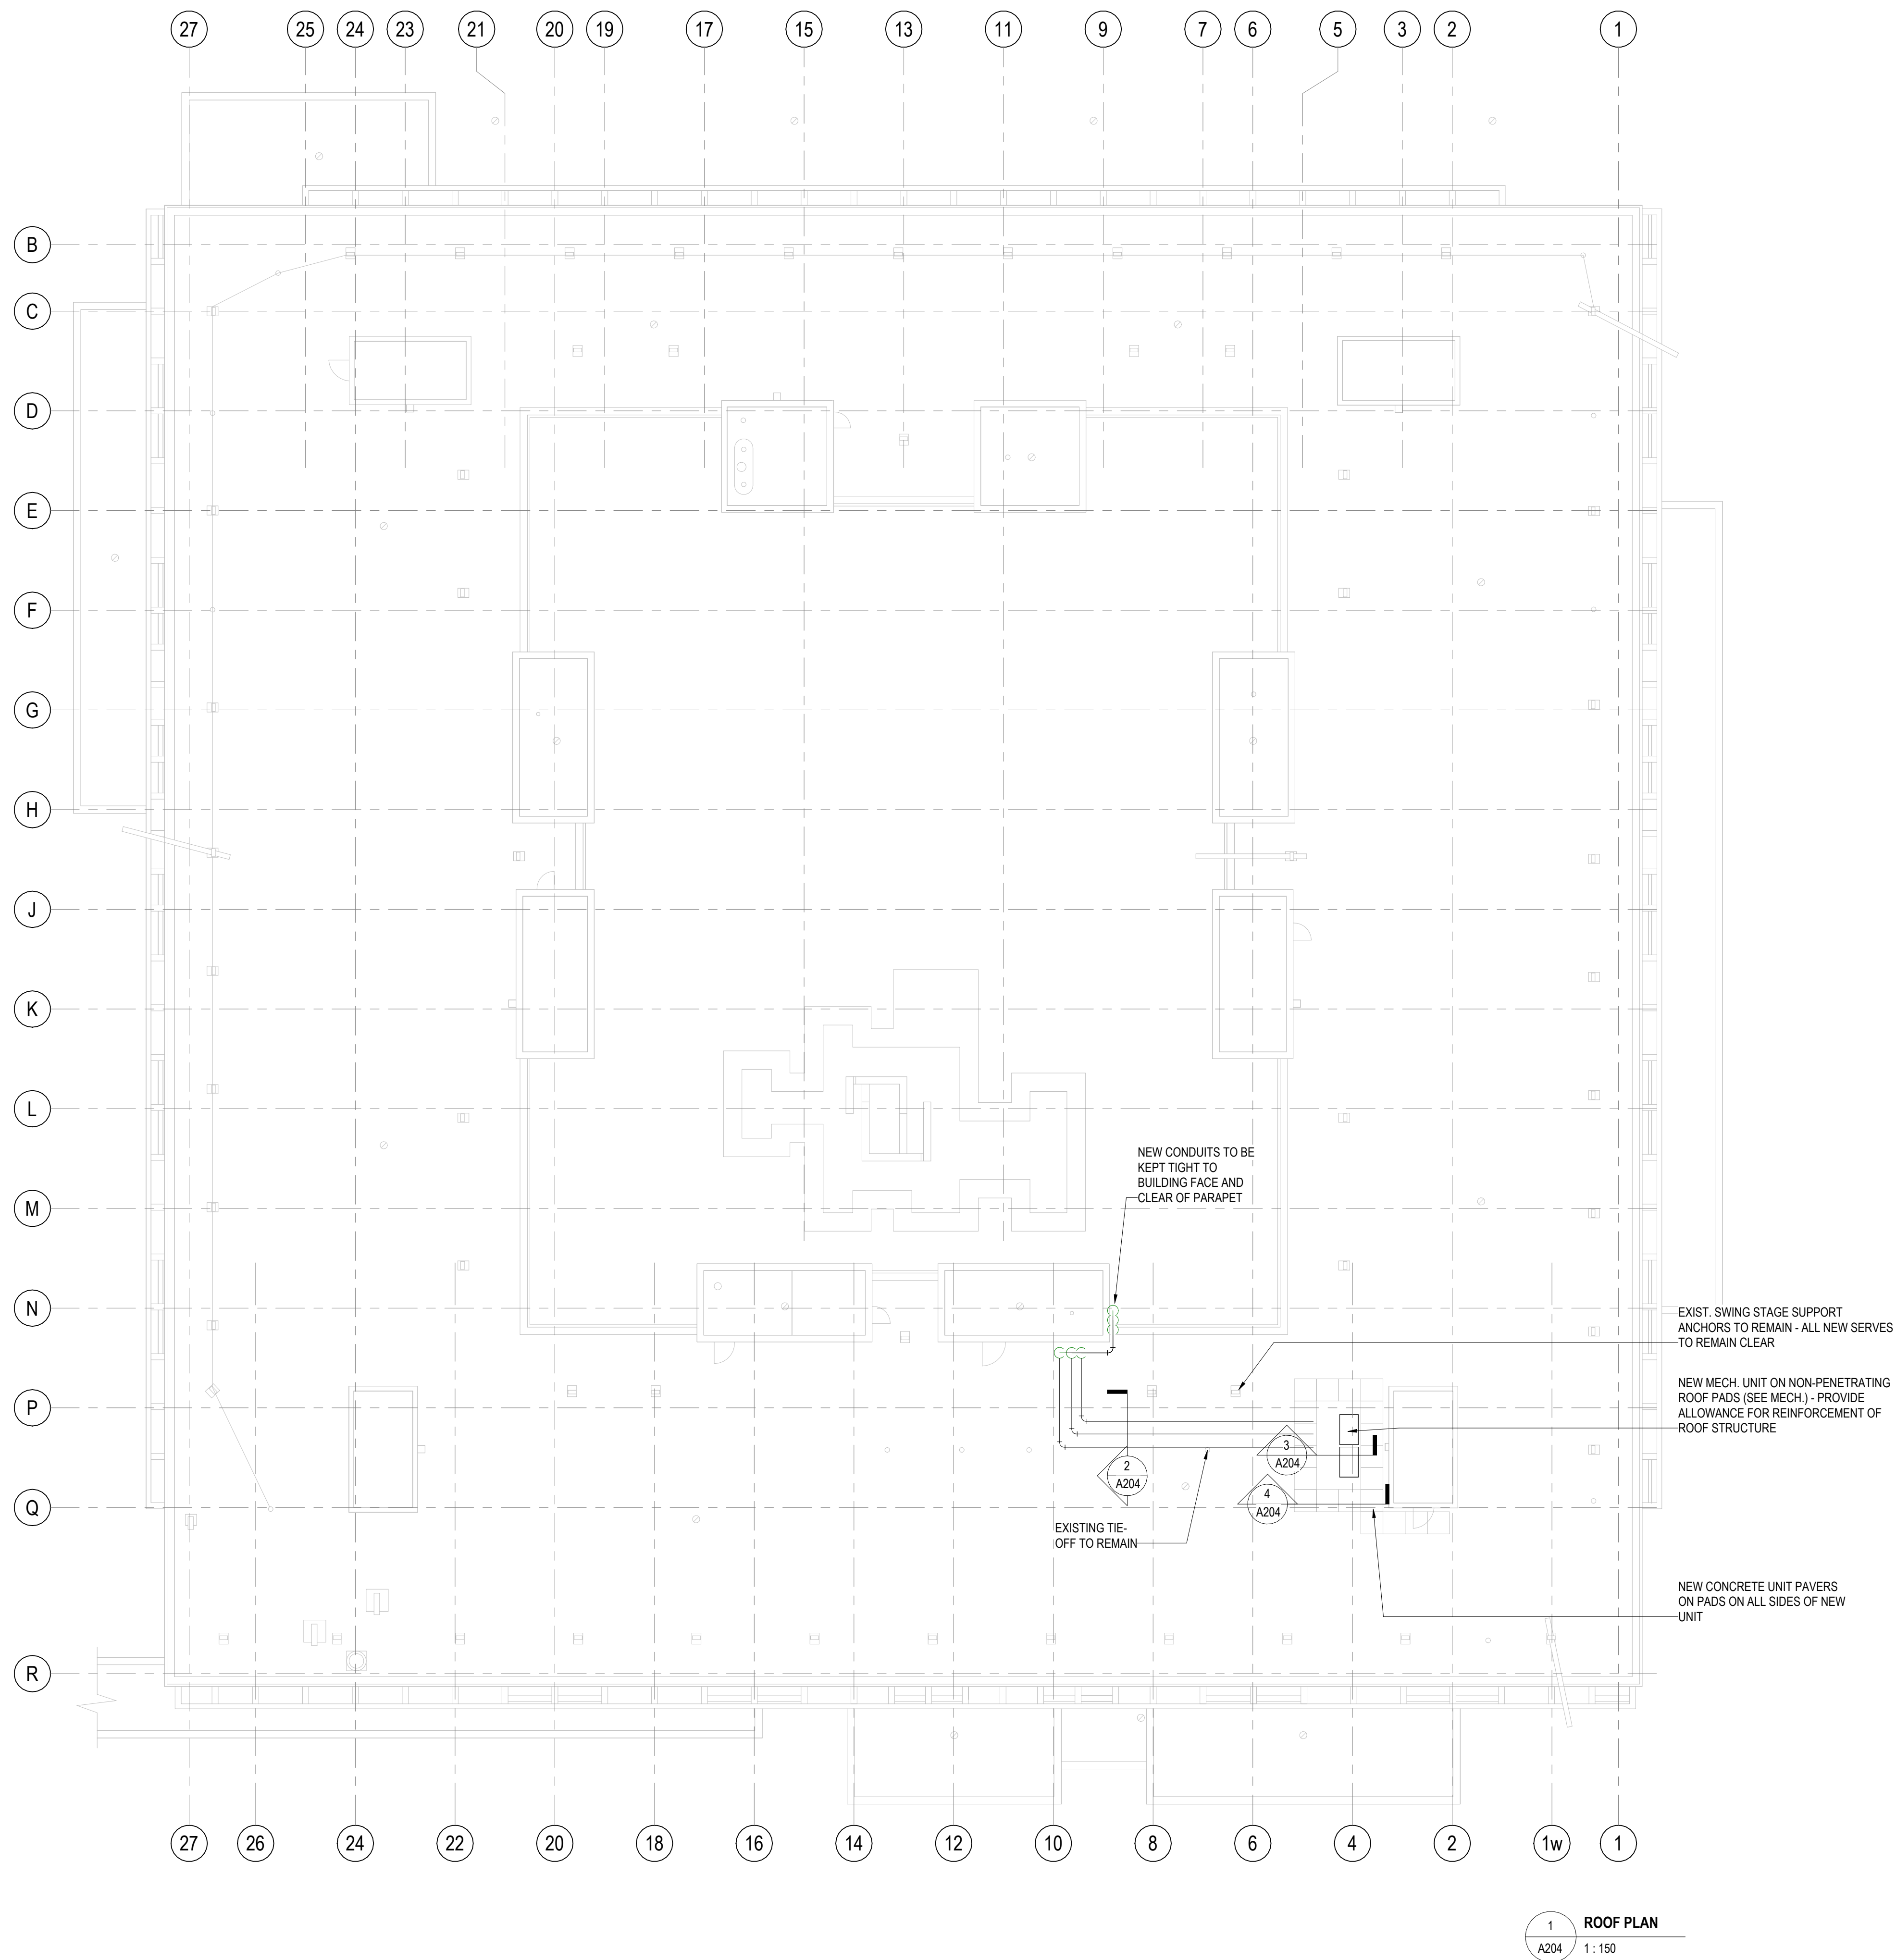 27
25
24
23
21
20
19
17
15
13
11
9
7
6
5
3
2
1
B
C
D
E
F
G
H
J
K
L
M
N
P
Q
R
NEW CONDUITS TO BE
KEPT TIGHT TO
BUILDING FACE AND
CLEAR OF PARAPET
EXIST. SWING STAGE SUPPORT
ANCHORS TO REMAIN - ALL NEW SERVES
TO REMAIN CLEAR
NEW MECH. UNIT ON NON-PENETRATING
ROOF PADS (SEE MECH.) - PROVIDE
ALLOWANCE FOR REINFORCEMENT OF
ROOF STRUCTURE
3
A204
2
A204
4
A204
EXISTING TIE-
OFF TO REMAIN
NEW CONCRETE UNIT PAVERS
ON PADS ON ALL SIDES OF NEW
UNIT
27
26
24
22
20
18
16
14
12
10
8
6
4
2
1w
1
1
A204
ROOF PLAN
1 : 150